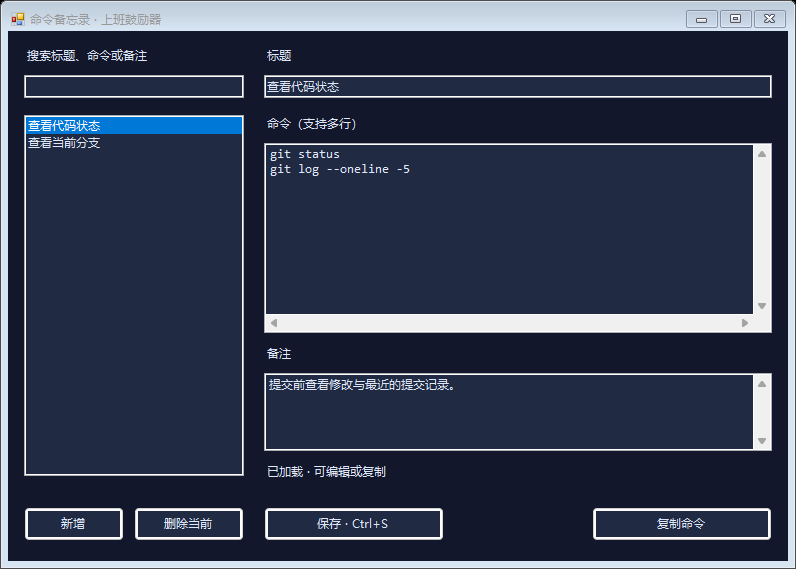 命令备忘录 · 上班鼓励器
搜索标题、命令或备注
查看代码状态
查看当前分支
标题
查看代码状态
命令（支持多行）
git status
git log --oneline -5
备注
提交前查看修改与最近的提交记录。
已加载 · 可编辑或复制
新增
删除当前
保存 · Ctrl+S
复制命令